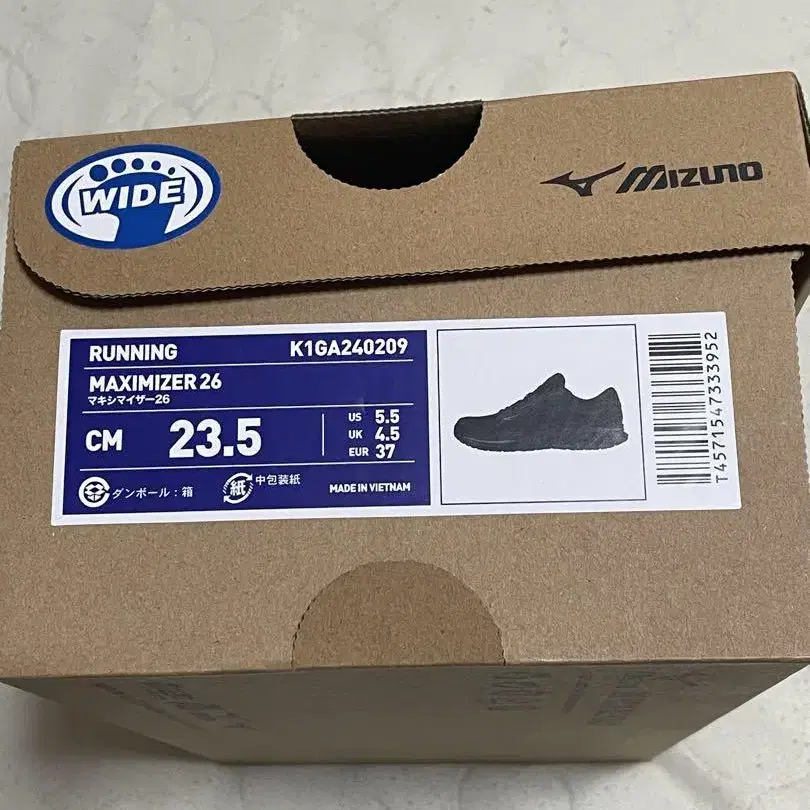 WIDE
MIZUNO
RUNNING K1GA240209
MAXIMIZER 26
マキシマイザー26
CM 23.5
US 5.5
UK 4.5
EUR 37
ダンボール：箱
紙 中包装紙
MADE IN VIETNAM
T4571547333952